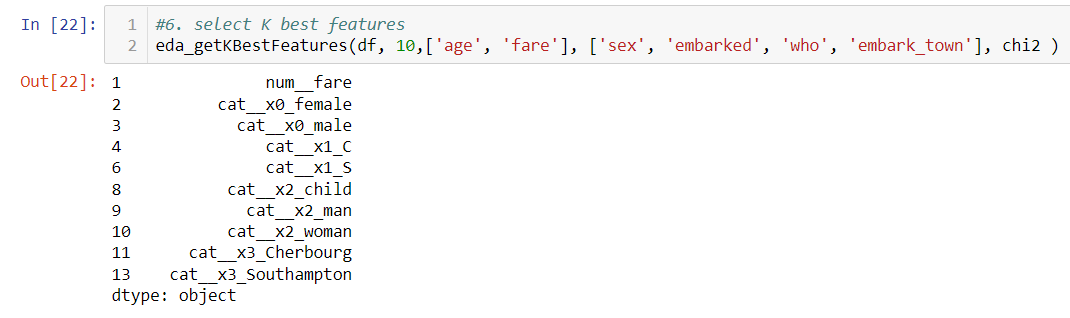 In [22]: 1 #6. select K best features
2 eda_getKBestFeatures(df, 10,['age', 'fare'], ['sex', 'embarked', 'who', 'embark_town'], chi2 )
Out[22]: 1 num__fare
2 cat__x0_female
3 cat__x0_male
4 cat__x1_C
6 cat__x1_S
8 cat__x2_child
9 cat__x2_man
10 cat__x2_woman
11 cat__x3_Cherbourg
13 cat__x3_Southampton
dtype: object